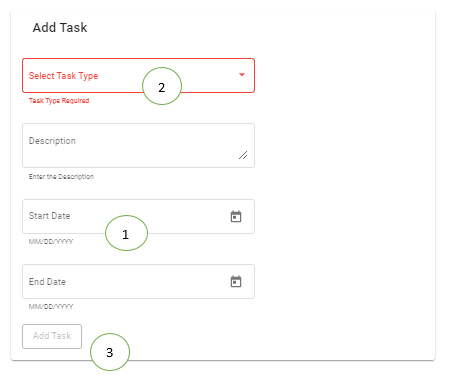 Add Task
Select Task Type
2
Task Type Required
Description
Enter the Description
Start Date
1
MM/DD/YYYY
End Date
MM/DD/YYYY
Add Task
3